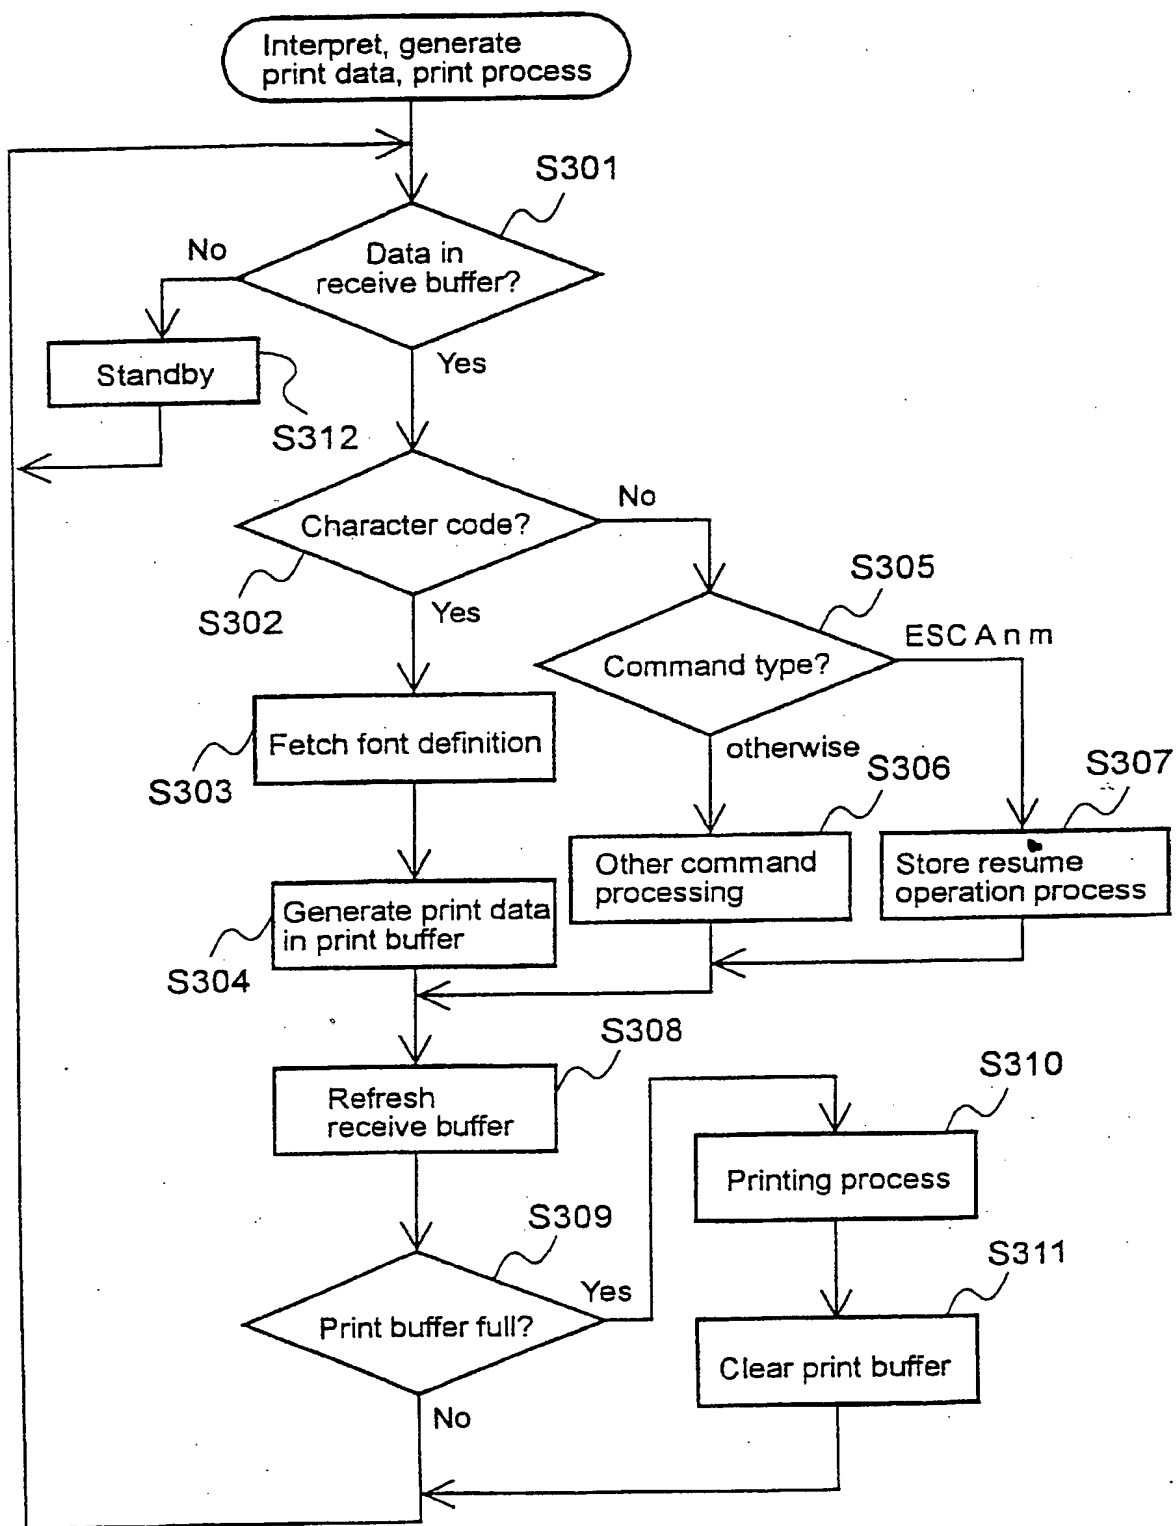 Interpret, generate
print data, print process
S301
No
Data in
receive buffer?
Yes
Standby
S312
No
Character code?
S305
S302
Yes
ESC A n m
Command type?
otherwise
Fetch font definition
S306
S307
S303
Other command
processing
Store resume
operation process
Generate print data
in print buffer
S304
S308
S310
Refresh
receive buffer
Printing process
S309
S311
Yes
Print buffer full?
Clear print buffer
No